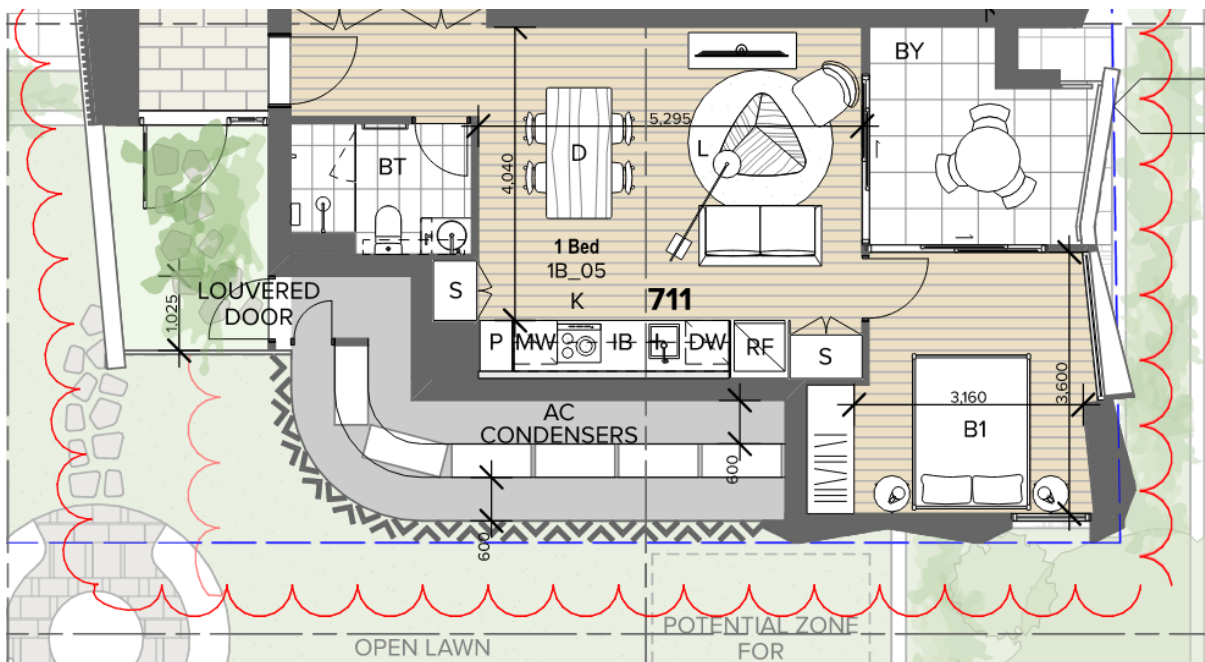 BY
5,295
D
L
BT
4,040
1 Bed
1B_05
K
711
S
LOUVERED
DOOR
1,025
P
MW
IB
DW
RF
S
AC
CONDENSERS
600
600
3,160
3,600
B1
OPEN LAWN
POTENTIAL ZONE
FOR